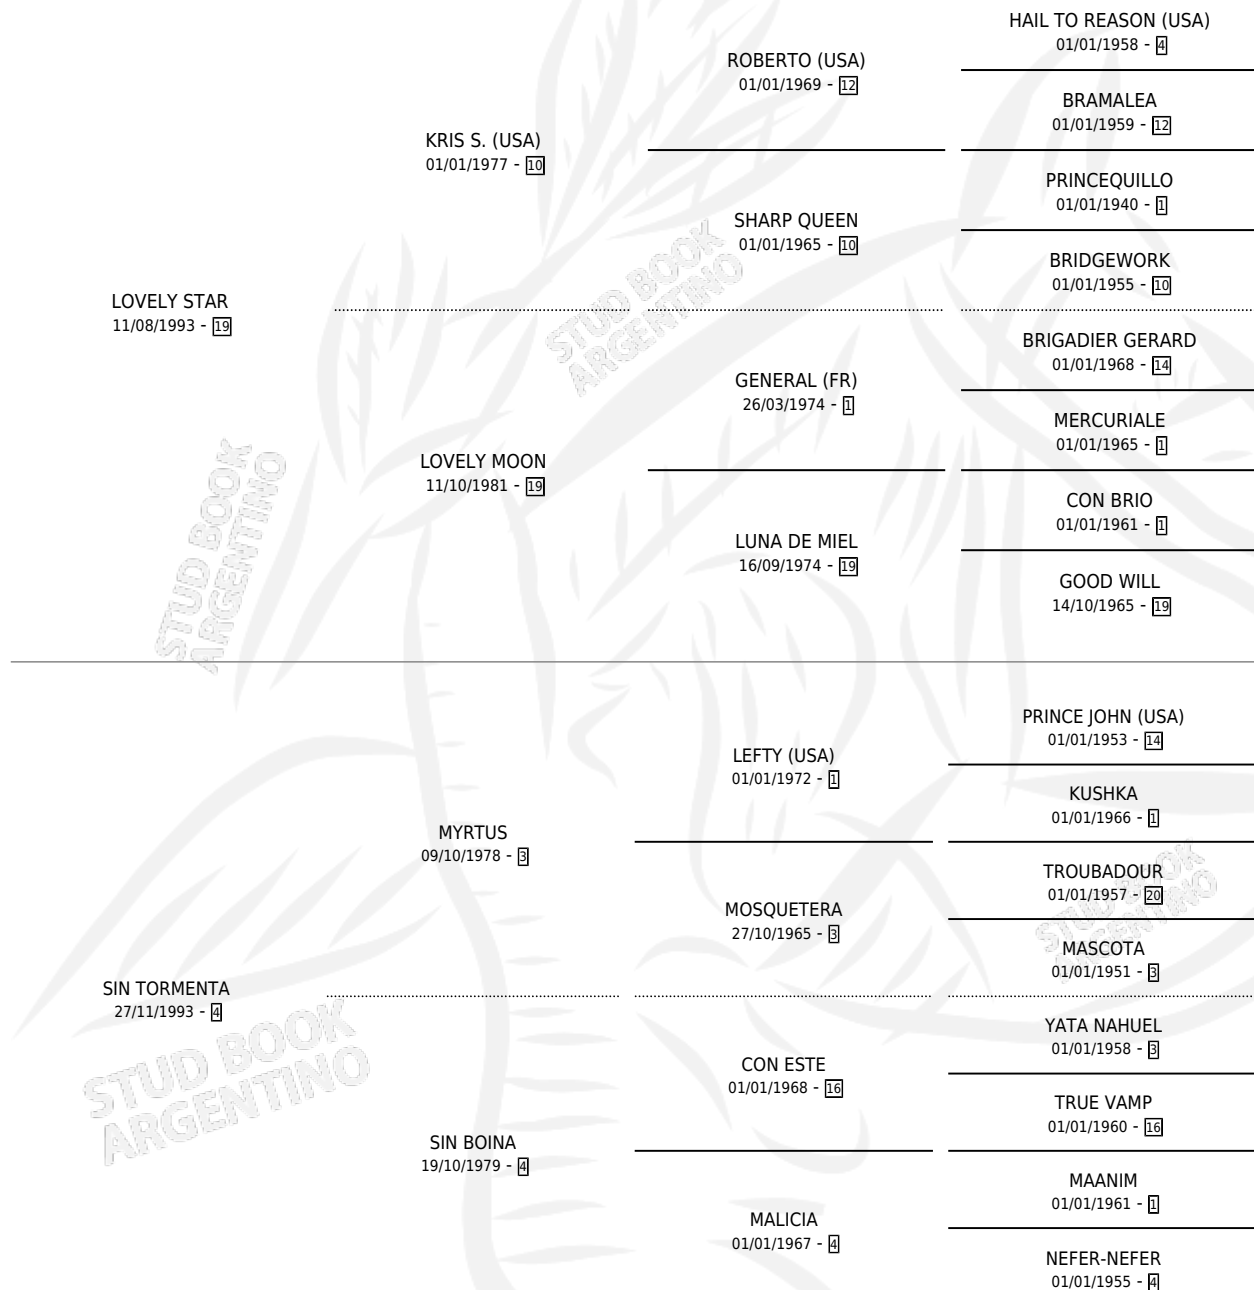 HAIL TO REASON (USA)
01/01/1958 - 4
ROBERTO (USA)
01/01/1969 - 12
BRAMALEA
01/01/1959 - 12
KRIS S. (USA)
01/01/1977 - 10
PRINCEQUILLO
01/01/1940 - 1
SHARP QUEEN
01/01/1965 - 10
BRIDGEWORK
01/01/1955 - 10
LOVELY STAR
11/08/1993 - 19
BRIGADIER GERARD
01/01/1968 - 14
GENERAL (FR)
26/03/1974 - 1
MERCURIALE
01/01/1965 - 1
LOVELY MOON
11/10/1981 - 19
CON BRIO
01/01/1961 - 1
LUNA DE MIEL
16/09/1974 - 19
GOOD WILL
14/10/1965 - 19
PRINCE JOHN (USA)
01/01/1953 - 14
LEFTY (USA)
01/01/1972 - 1
KUSHKA
01/01/1966 - 1
MYRTUS
09/10/1978 - 3
TROUBADOUR
01/01/1957 - 20
MOSQUETERA
27/10/1965 - 3
MASCOTA
01/01/1951 - 3
SIN TORMENTA
27/11/1993 - 4
YATA NAHUEL
01/01/1958 - 3
CON ESTE
01/01/1968 - 16
TRUE VAMP
01/01/1960 - 16
SIN BOINA
19/10/1979 - 4
MAANIM
01/01/1961 - 1
MALICIA
01/01/1967 - 4
NEFER-NEFER
01/01/1955 - 4
STUD BOOK
ARGENTINO
STUD BOOK
ARGENTINO
STUD BOOK
ARGENTINO
STUD BOOK
ARGENTINO